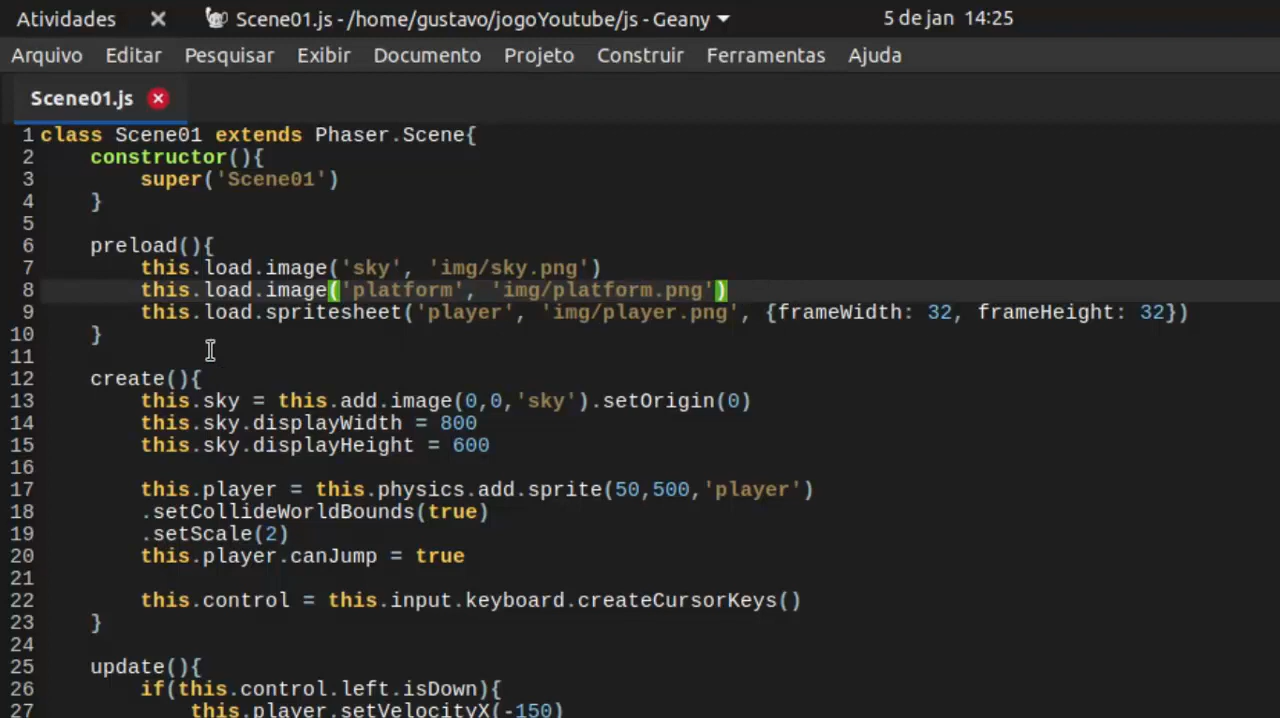 Atividades Scene01.js - /home/gustavo/jogoYoutube/js - Geany 5 de jan 14:25
Arquivo Editar Pesquisar Exibir Documento Projeto Construir Ferramentas Ajuda
Scene01.js
1 class Scene01 extends Phaser.Scene{
2     constructor(){
3         super('Scene01')
4     }
5
6     preload(){
7         this.load.image('sky', 'img/sky.png')
8         this.load.image('platform', 'img/platform.png')
9         this.load.spritesheet('player', 'img/player.png', {frameWidth: 32, frameHeight: 32})
10     }
11
12     create(){
13         this.sky = this.add.image(0,0,'sky').setOrigin(0)
14         this.sky.displayWidth = 800
15         this.sky.displayHeight = 600
16
17         this.player = this.physics.add.sprite(50,500,'player')
18         .setCollideWorldBounds(true)
19         .setScale(2)
20         this.player.canJump = true
21
22         this.control = this.input.keyboard.createCursorKeys()
23     }
24
25     update(){
26         if(this.control.left.isDown){
27             this.player.setVelocityX(-150)